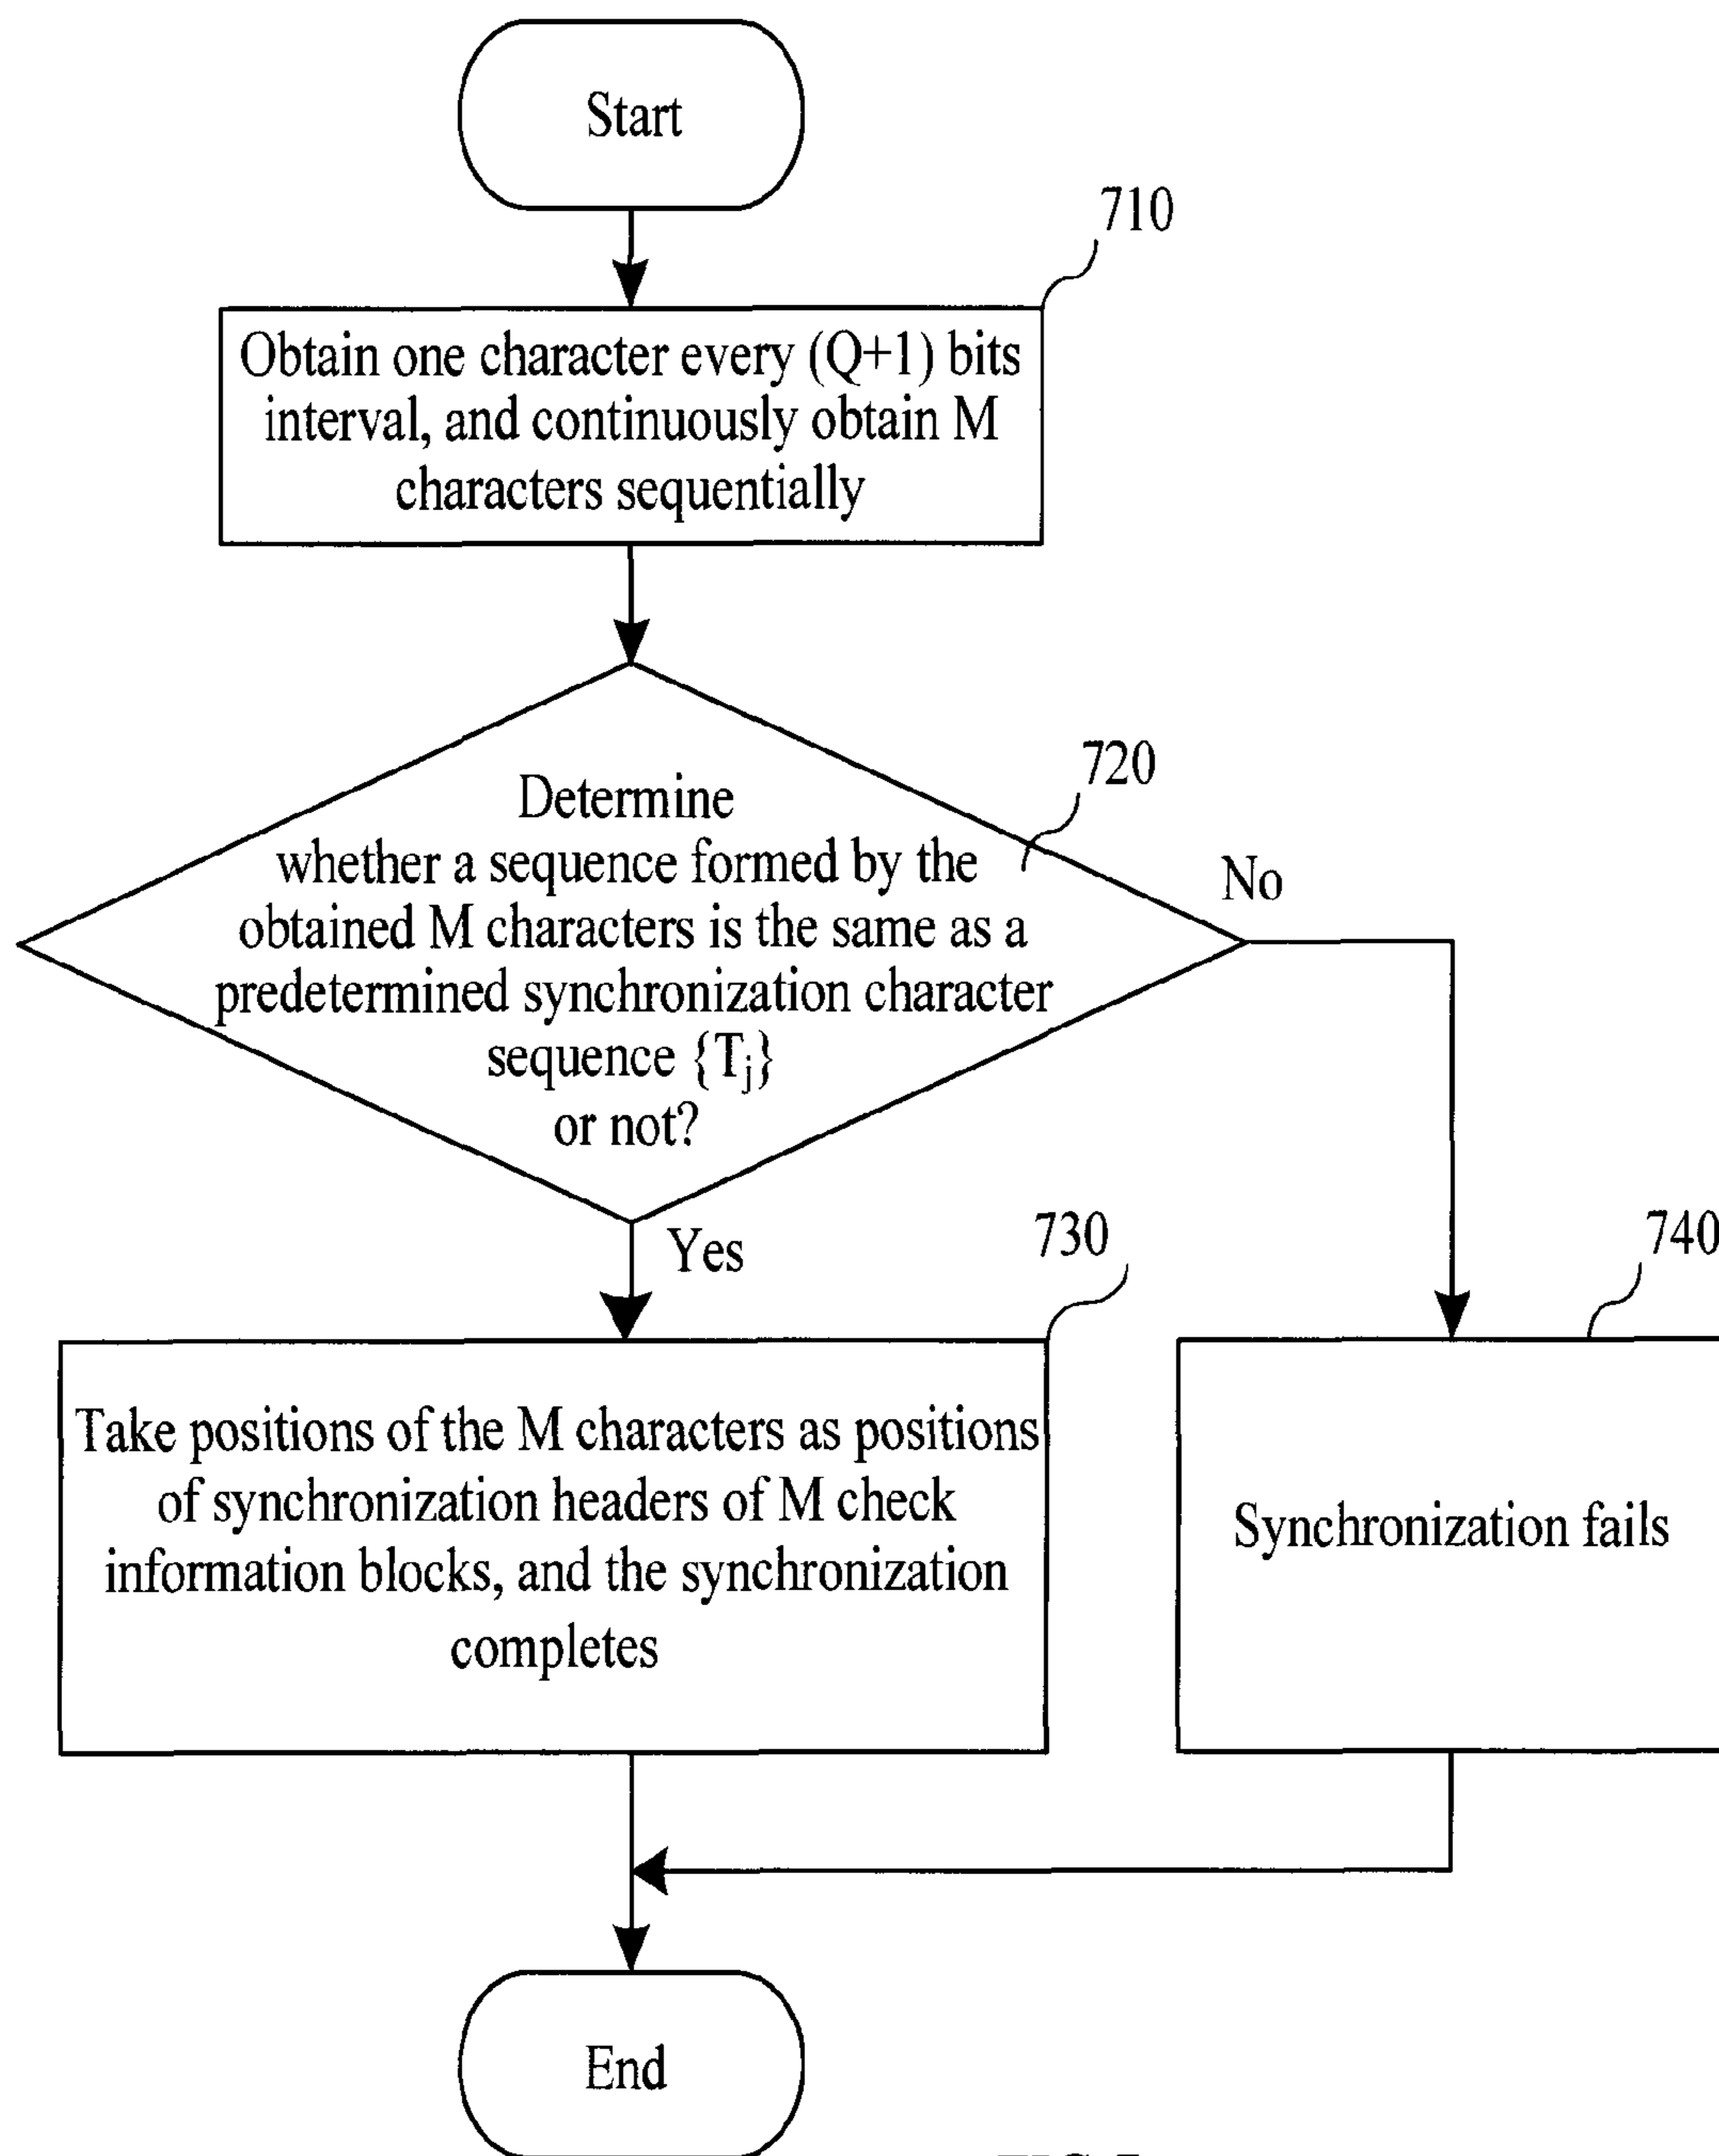 Start
710
Obtain one character every (Q+1) bits
interval, and continuously obtain M
characters sequentially
720
Determine
whether a sequence formed by the
obtained M characters is the same as a
predetermined synchronization character
sequence {Tj}
or not?
No
Yes
730
740
Take positions of the M characters as positions
of synchronization headers of M check
information blocks, and the synchronization
completes
Synchronization fails
End